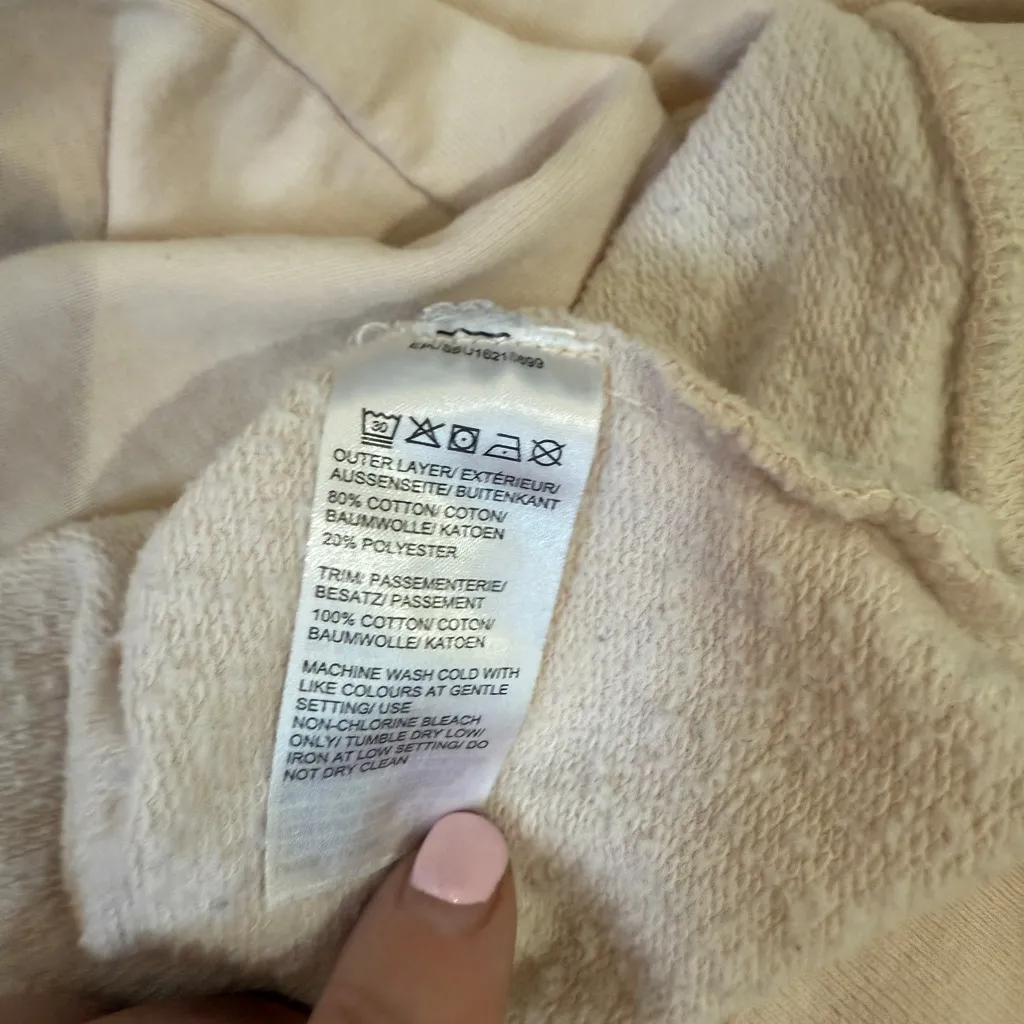 30
OUTER LAYER/ EXTÉRIEUR/
AUSSENSEITE/ BUITENKANT
80% COTTON/ COTON/
BAUMWOLLE/ KATOEN
20% POLYESTER
TRIM/ PASSEMENTERIE/
BESATZ/ PASSEMENT
100% COTTON/ COTON/
BAUMWOLLE/ KATOEN
MACHINE WASH COLD WITH
LIKE COLOURS AT GENTLE
SETTING/ USE
NON-CHLORINE BLEACH
ONLY/ TUMBLE DRY LOW/
IRON AT LOW SETTING/ DO
NOT DRY CLEAN